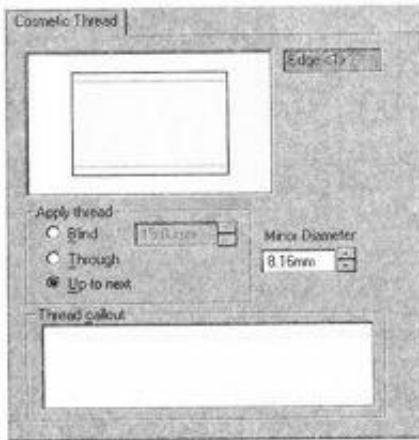 Cosmetic Thread
Edge <1>
Apply thread
Blind
Through
Up to next
Minor Diameter
8.16mm
Thread callout